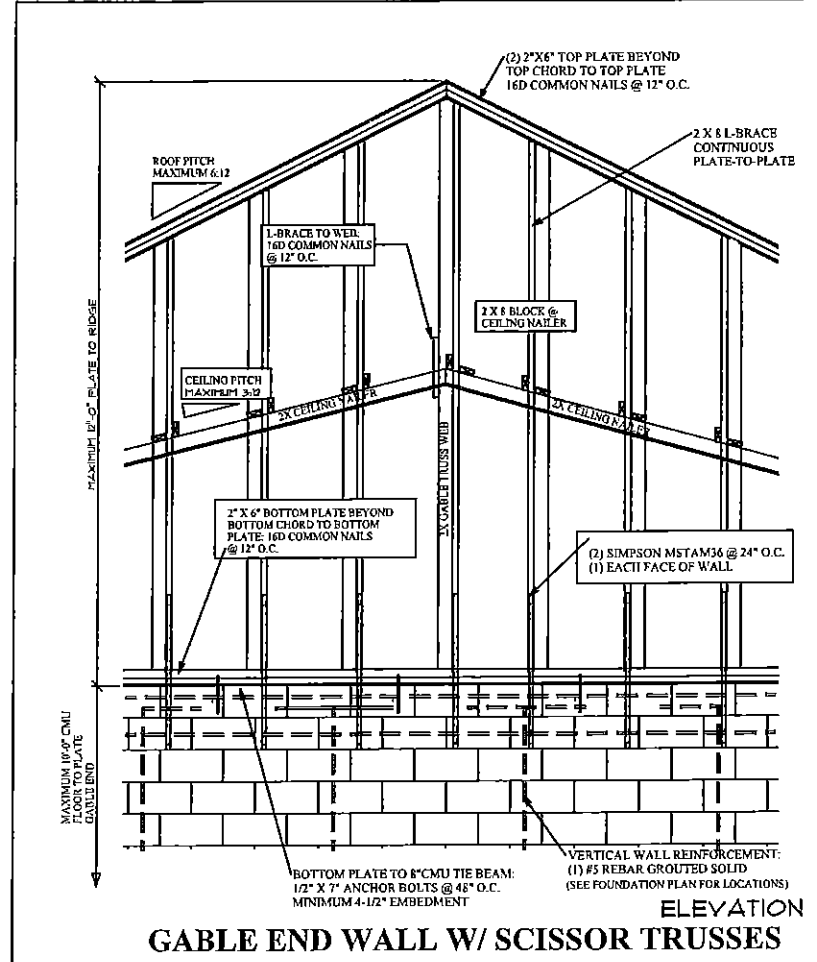 (2) 2"X6" TOP PLATE BEYOND
TOP CHORD TO TOP PLATE
16D COMMON NAILS @ 12" O.C.
2 X 8 L-BRACE
CONTINUOUS
PLATE-TO-PLATE
ROOF PITCH
MAXIMUM 6:12
L-BRACE TO WEB:
16D COMMON NAILS
@ 12" O.C.
2 X 8 BLOCK @
CEILING NAILER
CEILING PITCH
MAXIMUM 3:12
2X CEILING NAILER
2X CEILING NAILER
MAXIMUM 12'-0" PLATE TO RIDGE
2X GABLE TRUSS WEB
2" X 6" BOTTOM PLATE BEYOND
BOTTOM CHORD TO BOTTOM
PLATE: 16D COMMON NAILS
@ 12" O.C.
(2) SIMPSON MSTAM36 @ 24" O.C.
(1) EACH FACE OF WALL
MAXIMUM CMU
FLOOR TO PLATE
GABLE END
BOTTOM PLATE TO 8"CMU TIE BEAM:
1/2" X 7" ANCHOR BOLTS @ 48" O.C.
MINIMUM 4-1/2" EMBEDMENT
VERTICAL WALL REINFORCEMENT:
(1) #5 REBAR GROUTED SOLID
(SEE FOUNDATION PLAN FOR LOCATIONS)
ELEVATION
GABLE END WALL W/ SCISSOR TRUSSES